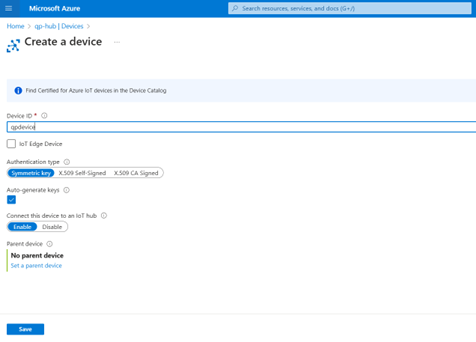 Microsoft Azure
Search resources, services, and docs (G+/)
Home > qp-hub | Devices >
Create a device ...
Find Certified for Azure IoT devices in the Device Catalog
Device ID *
qpdevice
IoT Edge Device
Authentication type
Symmetric key X.509 Self-Signed X.509 CA Signed
Auto-generate keys
Connect this device to an IoT hub
Enable Disable
Parent device
No parent device
Set a parent device
Save